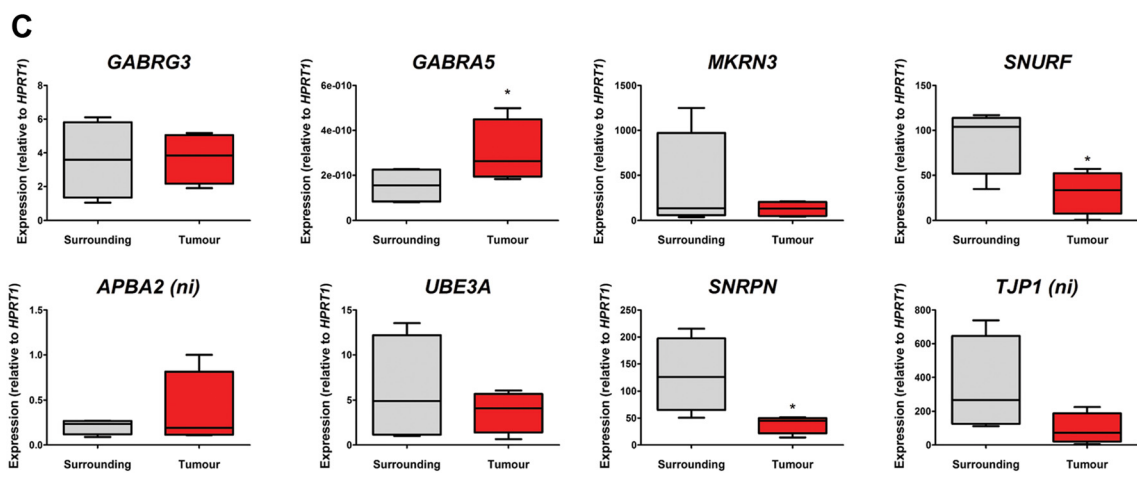 C
GABRG3
GABRA5
MKRN3
SNURF
Expression (relative to HPRT1)
8
6
4
2
0
Surrounding
Tumour
Expression (relative to HPRT1)
6e-010
4e-010
2e-010
0
*
Surrounding
Tumour
Expression (relative to HPRT1)
1500
1000
500
0
Surrounding
Tumour
Expression (relative to HPRT1)
150
100
50
0
*
Surrounding
Tumour
APBA2 (ni)
UBE3A
SNRPN
TJP1 (ni)
Expression (relative to HPRT1)
1.5
1.0
0.5
0.0
Surrounding
Tumour
Expression (relative to HPRT1)
15
10
5
0
Surrounding
Tumour
Expression (relative to HPRT1)
250
200
150
100
50
0
*
Surrounding
Tumour
Expression (relative to HPRT1)
800
600
400
200
0
Surrounding
Tumour